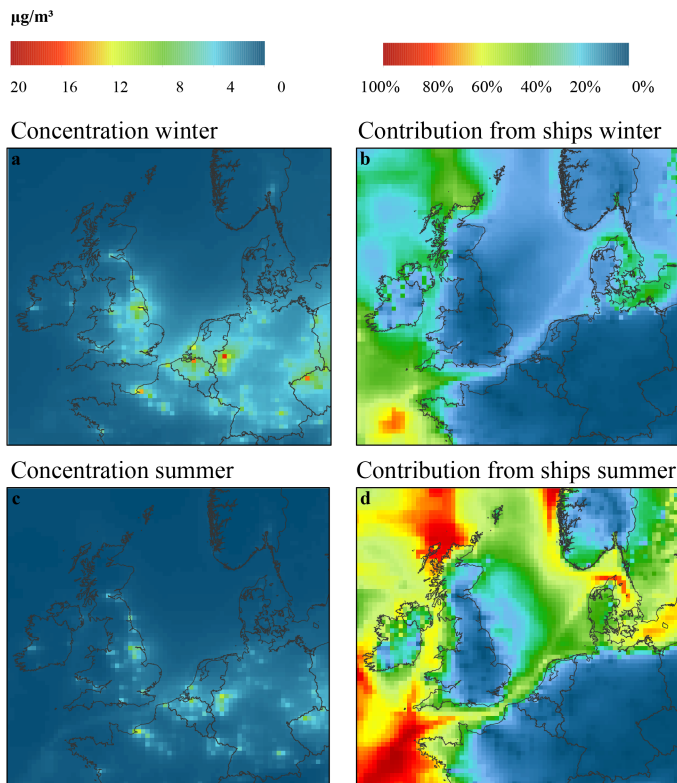 µg/m³
20 16 12 8 4 0
100% 80% 60% 40% 20% 0%
Concentration winter
Contribution from ships winter
a
b
Concentration summer
Contribution from ships summer
c
d